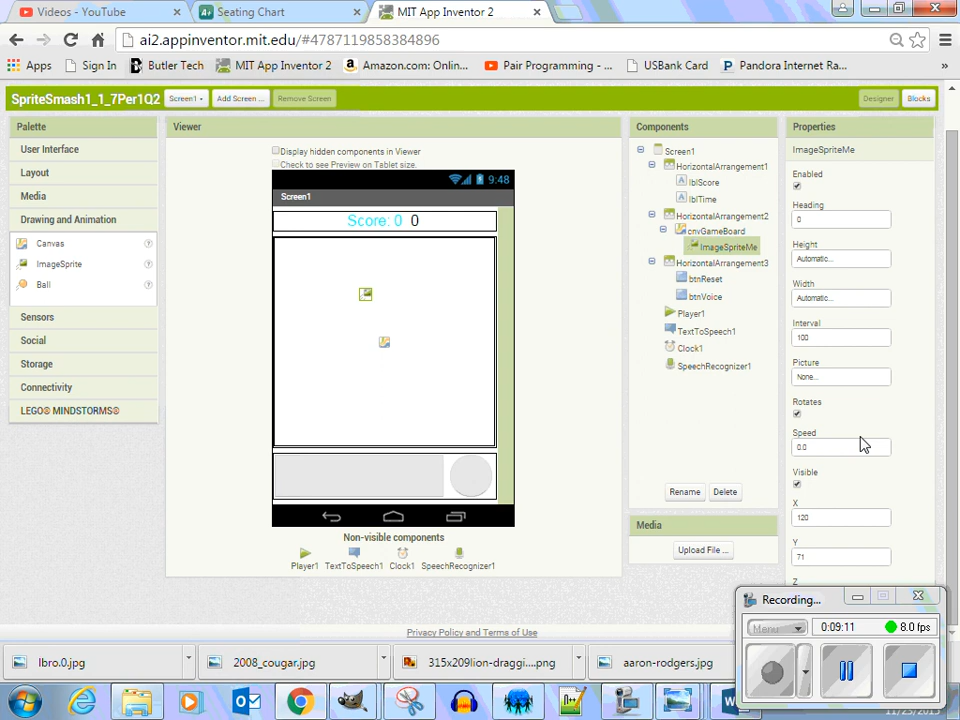 Videos - YouTube
Seating Chart
MIT App Inventor 2
ai2.appinventor.mit.edu/#4787119858384896
Apps
Sign In
Butler Tech
MIT App Inventor 2
Amazon.com: Onli...
Pair Programming - ...
USBank Card
Pandora Internet Ra...
»
SpriteSmash1_1_7Per1Q2
Screen1
Add Screen ...
Remove Screen
Designer
Blocks
Palette
Viewer
Components
Properties
User Interface
Layout
Media
Drawing and Animation
Canvas
ImageSprite
Ball
Sensors
Social
Storage
Connectivity
LEGO® MINDSTORMS®
Display hidden components in Viewer
Check to see Preview on Tablet size.
9:48
Screen1
Score: 0 0
Non-visible components
Player1
TextToSpeech1
Clock1
SpeechRecognizer1
Screen1
HorizontalArrangement1
lblScore
lblTime
HorizontalArrangement2
cnvGameBoard
ImageSpriteMe
HorizontalArrangement3
btnReset
btnVoice
Player1
TextToSpeech1
Clock1
SpeechRecognizer1
Rename
Delete
Media
Upload File ...
ImageSpriteMe
Enabled
Heading
0
Height
Automatic...
Width
Automatic...
Interval
100
Picture
None...
Rotates
Speed
0.0
Visible
X
120
Y
71
Z
Privacy Policy and Terms of Use
Recording...
Menu
0:09:11
8.0 fps
lbro.0.jpg
2008_cougar.jpg
315x209lion-draggi....png
aaron-rodgers.jpg